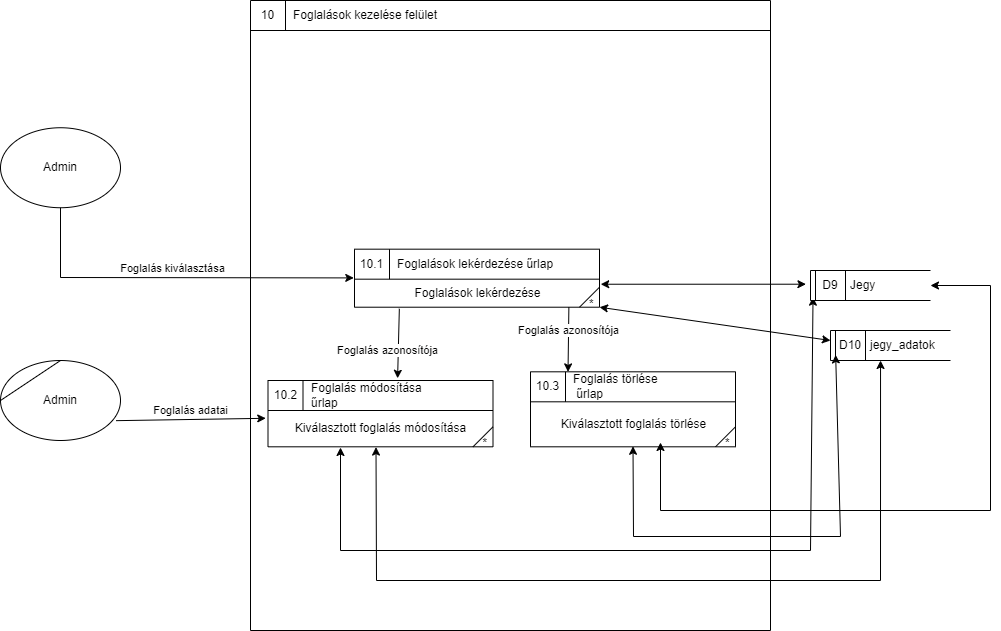 10
Foglalások kezelése felület
Admin
Foglalás kiválasztása
10.1
Foglalások lekérdezése űrlap
Foglalások lekérdezése
*
D9
Jegy
Foglalás azonosítója
D10
jegy_adatok
Foglalás azonosítója
Admin
Foglalás adatai
10.2
Foglalás módosítása
űrlap
Kiválasztott foglalás módosítása
*
10.3
Foglalás törlése
űrlap
Kiválasztott foglalás törlése
*